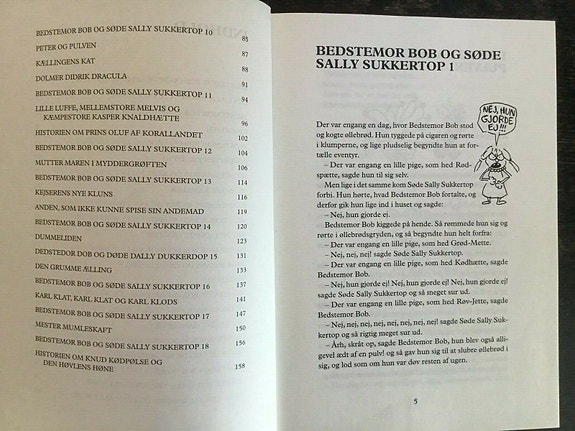 BEDSTEMOR BOB OG SØDE SALLY SUKKERTOP 10 85
PETER OG PULVEN 87
KÆLLINGENS KAT 88
DOLMER DIDRIK DRACULA 91
BEDSTEMOR BOB OG SØDE SALLY SUKKERTOP 11 94
LILLE LUFFE, MELLEMSTORE MELVIS OG
KÆMPESTORE KASPER KNALDHÆTTE 96
HISTORIEN OM PRINS OLUF AF KORALLANDET 102
BEDSTEMOR BOB OG SØDE SALLY SUKKERTOP 12 104
MUTTER MAREN I MYDDERGRØFTEN 106
BEDSTEMOR BOB OG SØDE SALLY SUKKERTOP 13 114
KEJSERENS NYE KLUNS 116
ANDEN, SOM IKKE KUNNE SPISE SIN ANDEMAD 119
BEDSTEMOR BOB OG SØDE SALLY SUKKERTOP 14 120
DUMMELIDEN 121
DEDSTEDOR DOB OG DØDE DALLY DUKKERDOP 15 131
DEN GRUMME ÆLLING 133
BEDSTEMOR BOB OG SØDE SALLY SUKKERTOP 16 137
KARL KLAT, KARL KLAT OG KARL KLODS 141
BEDSTEMOR BOB OG SØDE SALLY SUKKERTOP 17 147
MESTER MUMLESKAFT 150
BEDSTEMOR BOB OG SØDE SALLY SUKKERTOP 18 156
HISTORIEN OM KNUD KØDPØLSE OG
DEN HØVLENS HØNE 158
BEDSTEMOR BOB OG SØDE
SALLY SUKKERTOP 1
NEJ, HUN
GJORDE
EJ!!!
Der var engang en dag, hvor Bedstemor Bob stod
og kogte øllebrød. Hun tyggede på cigaren og rørte
i klumperne, og lige pludselig begyndte hun at for-
tælle eventyr.
– Der var engang en lille pige, som hed Rød-
spætte, sagde hun til sig selv.
Men lige i det samme kom Søde Sally Sukkertop
forbi. Hun hørte, hvad Bedstemor Bob fortalte, og
derfor gik hun lige ind i huset og sagde:
– Nej, hun gjorde ej.
Bedstemor Bob kiggede på hende. Så rømmede hun sig og
rørte i øllebrødsgryden, og så begyndte hun helt forfra:
– Der var engang en lille pige, som hed Grød-Mette.
– Nej, nej, nej! sagde Søde Sally Sukkertop.
– Der var engang en lille pige, som hed Kødhætte, sagde
Bedstemor Bob.
– Nej, hun gjorde ej! Nej, hun gjorde ej! Nej, hun gjorde
ej! sagde Søde Sally Sukkertop og så meget sur ud.
– Der var engang en lille pige, som hed Røv-Jette, sagde
Bedstemor Bob.
– Nej, nej, nej, nej, nej, nej, nej! sagde Søde Sally Suk-
kertop og så rigtig meget sur ud.
– Årh, skråt op, sagde Bedstemor Bob, hun blev også alli-
gevel ædt af en pulv! og så gav hun sig til at slubre øllebrød i
sig, og lod som om hun var døv resten af ugen.
5